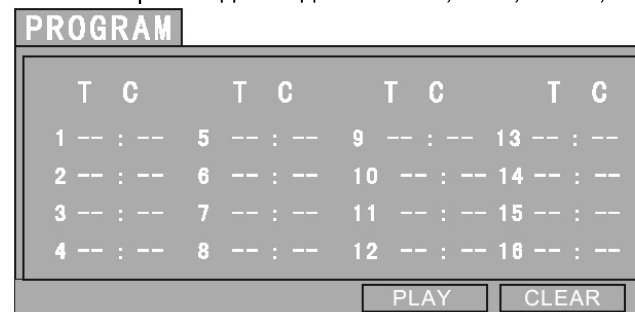 PROGRAM
T C T C T C T C
1 -- : -- 5 -- : -- 9 -- : -- 13 -- : --
2 -- : -- 6 -- : -- 10 -- : -- 14 -- : --
3 -- : -- 7 -- : -- 11 -- : -- 15 -- : --
4 -- : -- 8 -- : -- 12 -- : -- 16 -- : --
PLAY CLEAR